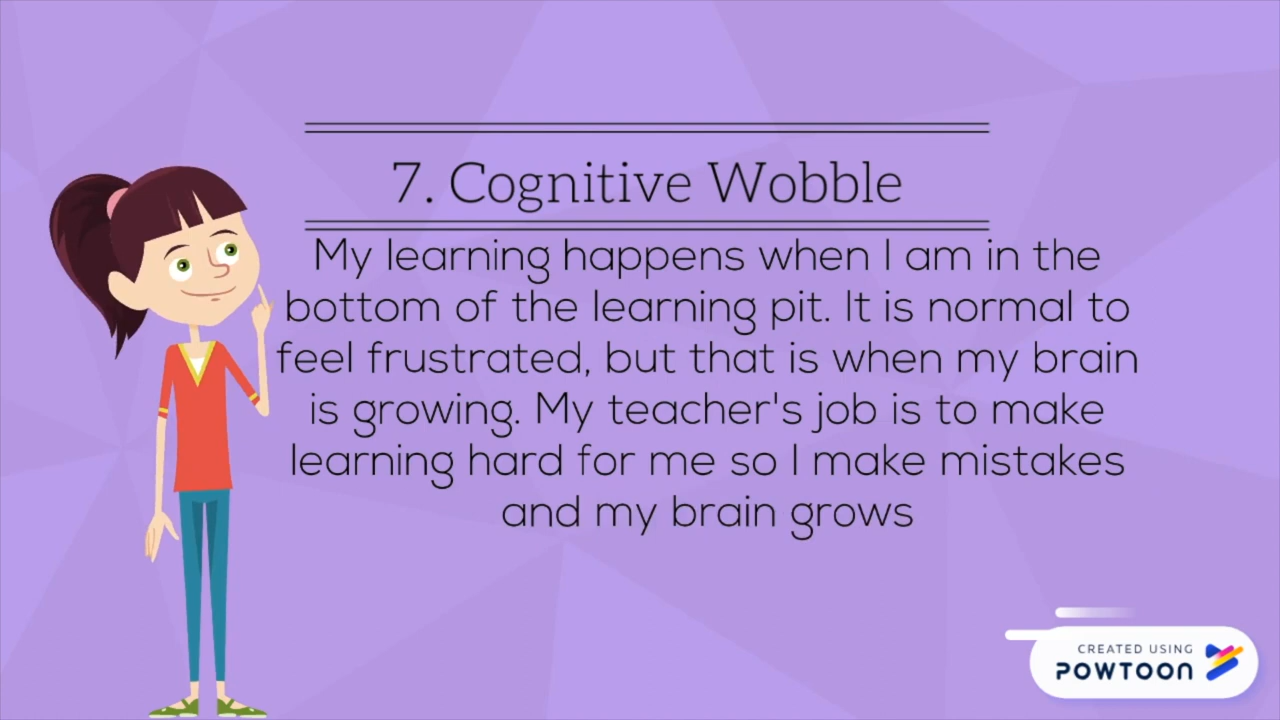 7. Cognitive Wobble
My learning happens when I am in the
bottom of the learning pit. It is normal to
feel frustrated, but that is when my brain
is growing. My teacher's job is to make
learning hard for me so I make mistakes
and my brain grows
CREATED USING
POWTOON